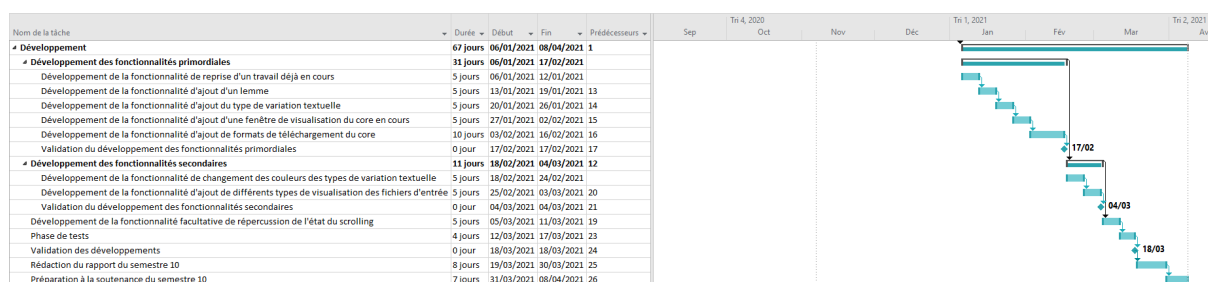 Tri 4, 2020 Tri 1, 2021 Tri 2, 2021
Nom de la tâche Durée Début Fin Prédécesseurs Sep Oct Nov Déc Jan Fév Mar Av
Développement 67 jours 06/01/2021 08/04/2021 1
Développement des fonctionnalités primordiales 31 jours 06/01/2021 17/02/2021
Développement de la fonctionnalité de reprise d'un travail déjà en cours 5 jours 06/01/2021 12/01/2021
Développement de la fonctionnalité d'ajout d'un lemme 5 jours 13/01/2021 19/01/2021 13
Développement de la fonctionnalité d'ajout du type de variation textuelle 5 jours 20/01/2021 26/01/2021 14
Développement de la fonctionnalité d'ajout d'une fenêtre de visualisation du core en cours 5 jours 27/01/2021 02/02/2021 15
Développement de la fonctionnalité d'ajout de formats de téléchargement du core 10 jours 03/02/2021 16/02/2021 16
Validation du développement des fonctionnalités primordiales 0 jour 17/02/2021 17/02/2021 17 17/02
Développement des fonctionnalités secondaires 11 jours 18/02/2021 04/03/2021 12
Développement de la fonctionnalité de changement des couleurs des types de variation textuelle 5 jours 18/02/2021 24/02/2021
Développement de la fonctionnalité d'ajout de différents types de visualisation des fichiers d'entrée 5 jours 25/02/2021 03/03/2021 20
Validation du développement des fonctionnalités secondaires 0 jour 04/03/2021 04/03/2021 21 04/03
Développement de la fonctionnalité facultative de répercussion de l'état du scrolling 5 jours 05/03/2021 11/03/2021 19
Phase de tests 4 jours 12/03/2021 17/03/2021 23
Validation des développements 0 jour 18/03/2021 18/03/2021 24 18/03
Rédaction du rapport du semestre 10 8 jours 19/03/2021 30/03/2021 25
Préparation à la soutenance du semestre 10 7 jours 31/03/2021 08/04/2021 26